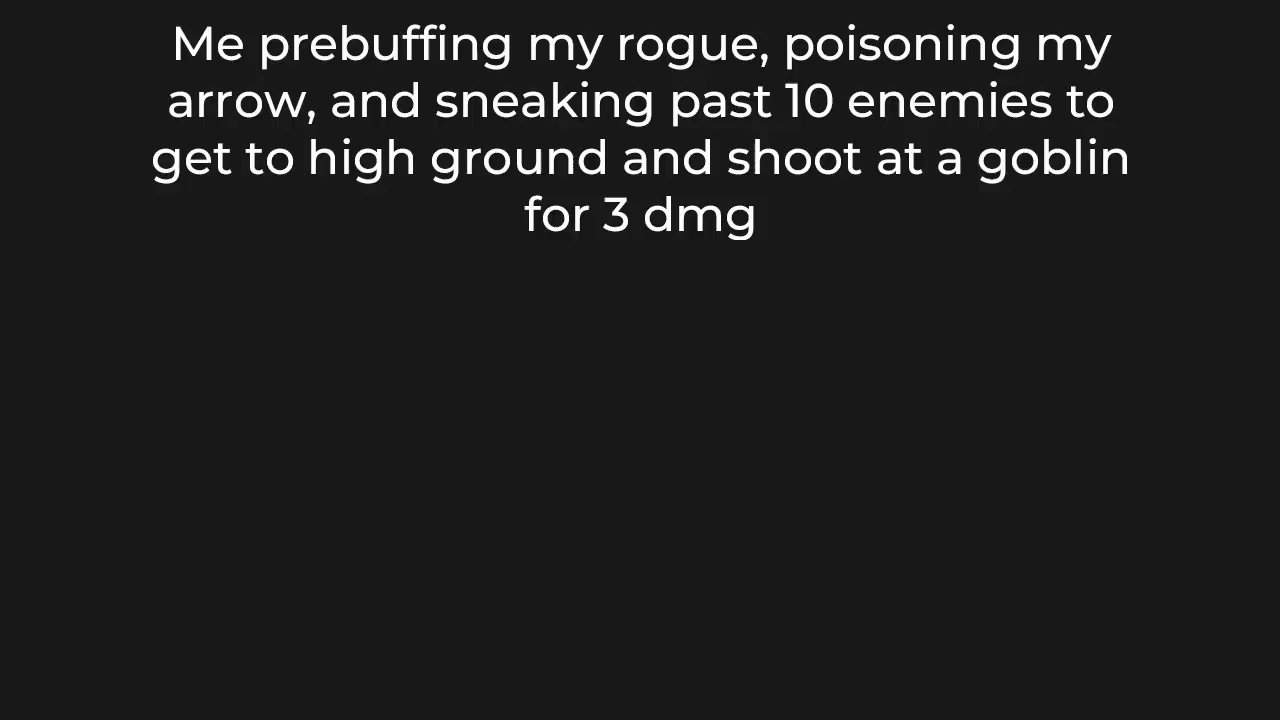 Me prebuffing my rogue, poisoning my
arrow, and sneaking past 10 enemies to
get to high ground and shoot at a goblin
for 3 dmg